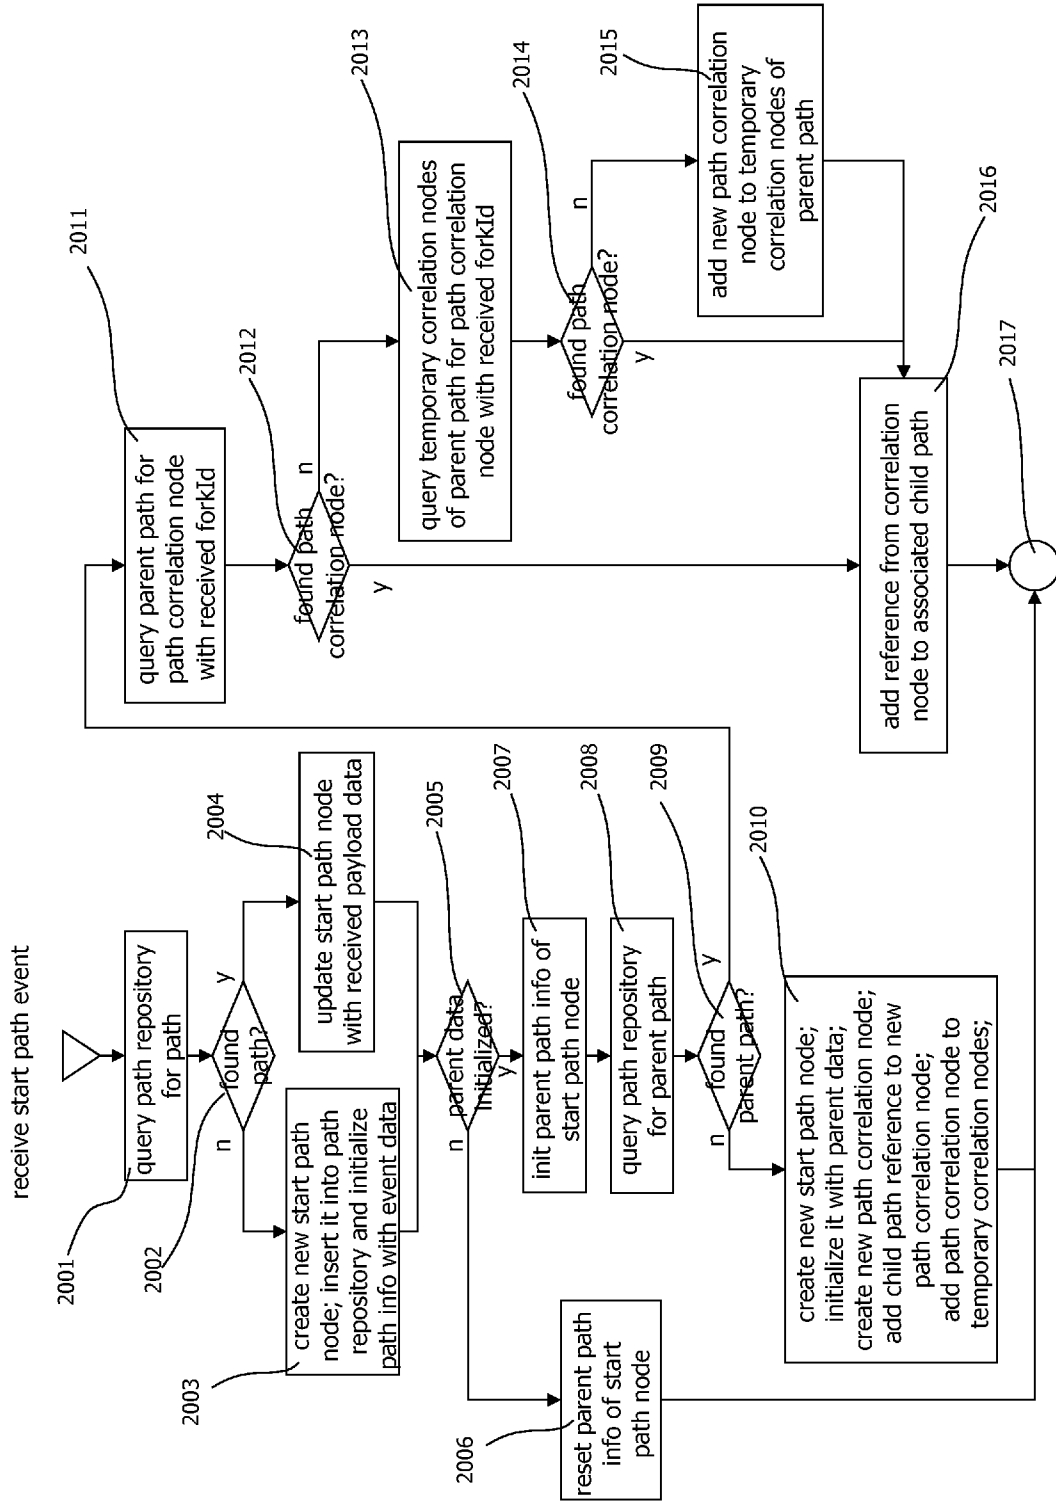 receive start path event
2001
query path repository
for path
2002
found
path?
n
y
2003
create new start path
node; insert it into path
repository and initialize
path info with event data
2004
update start path node
with received payload data
2005
parent data
initialized?
n
y
2006
reset parent path
info of start
path node
2007
init parent path info of
start path node
2008
query path repository
for parent path
2009
found
parent path?
n
y
2010
create new start path node;
initialize it with parent data;
create new path correlation node;
add child path reference to new
path correlation node;
add path correlation node to
temporary correlation nodes;
2011
query parent path for
path correlation node
with received forkId
2012
found path
correlation node?
n
y
2013
query temporary correlation nodes
of parent path for path correlation
node with received forkId
2014
found path
correlation node?
n
y
2015
add new path correlation
node to temporary
correlation nodes of
parent path
2016
add reference from correlation
node to associated child path
2017